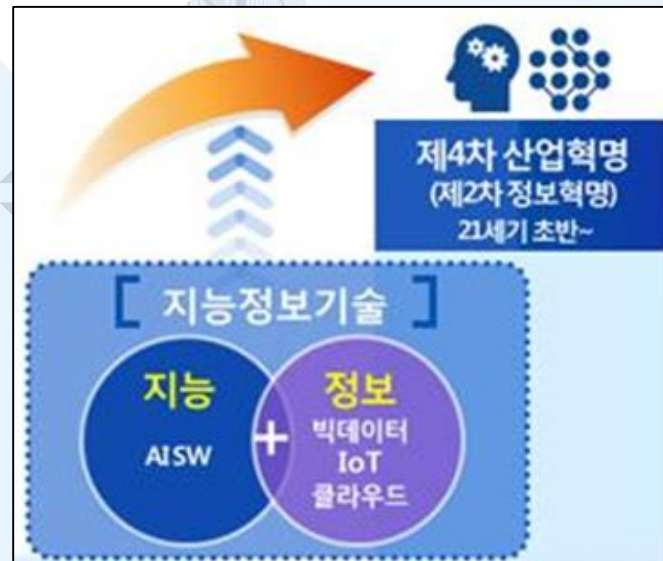 제4차 산업혁명
(제2차 정보혁명)
21세기 초반~
[ 지능정보기술 ]
지능
AI SW
+
정보
빅데이터
IoT
클라우드